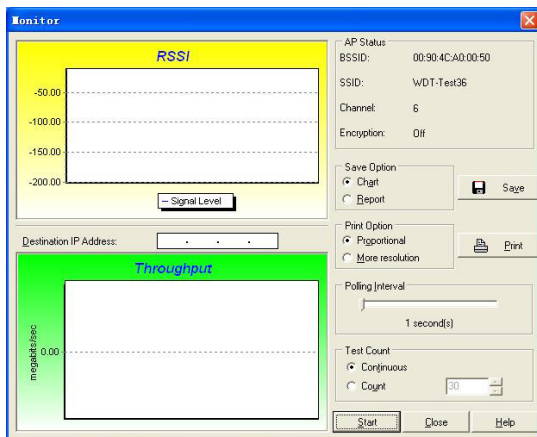 Monitor
RSSI
-50.00
-100.00
-150.00
-200.00
Signal Level
Destination IP Address:
. . .
Throughput
megabits/sec
0.00
AP Status
BSSID: 00:90:4C:A0:00:50
SSID: WDT-Test36
Channel: 6
Encryption: Off
Save Option
Chart
Report
Save
Print Option
Proportional
More resolution
Print
Polling Interval
1 second(s)
Test Count
Continuous
Count 30
Start Close Help